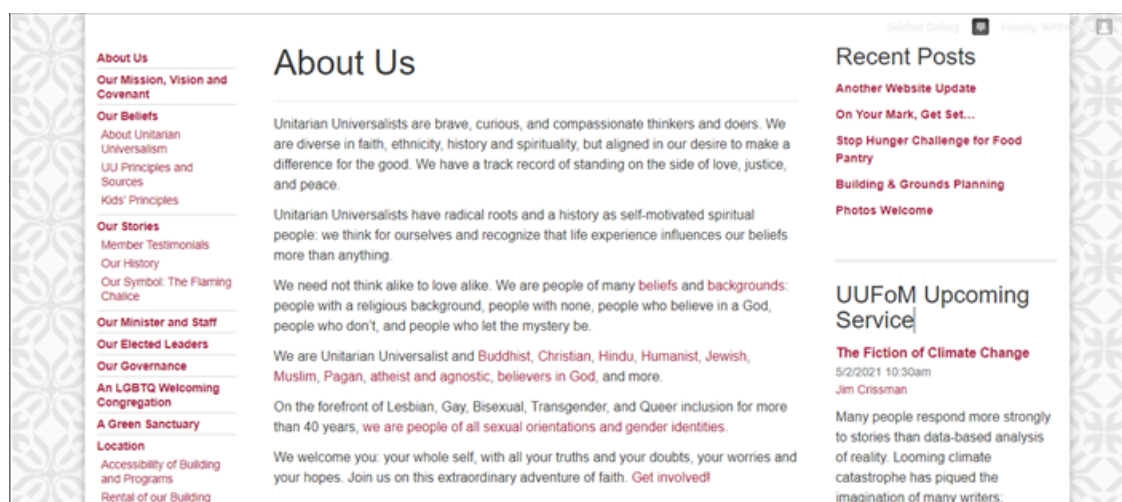 Sidebar Debug
Howdy,
About Us
Our Mission, Vision and
Covenant
Our Beliefs
About Unitarian
Universalism
UU Principles and
Sources
Kids' Principles
Our Stories
Member Testimonials
Our History
Our Symbol: The Flaming
Chalice
Our Minister and Staff
Our Elected Leaders
Our Governance
An LGBTQ Welcoming
Congregation
A Green Sanctuary
Location
Accessibility of Building
and Programs
Rental of our Building
About Us
Unitarian Universalists are brave, curious, and compassionate thinkers and doers. We
are diverse in faith, ethnicity, history and spirituality, but aligned in our desire to make a
difference for the good. We have a track record of standing on the side of love, justice,
and peace.
Unitarian Universalists have radical roots and a history as self-motivated spiritual
people: we think for ourselves and recognize that life experience influences our beliefs
more than anything.
We need not think alike to love alike. We are people of many beliefs and backgrounds:
people with a religious background, people with none, people who believe in a God,
people who don't, and people who let the mystery be.
We are Unitarian Universalist and Buddhist, Christian, Hindu, Humanist, Jewish,
Muslim, Pagan, atheist and agnostic, believers in God, and more.
On the forefront of Lesbian, Gay, Bisexual, Transgender, and Queer inclusion for more
than 40 years, we are people of all sexual orientations and gender identities.
We welcome you: your whole self, with all your truths and your doubts, your worries and
your hopes. Join us on this extraordinary adventure of faith. Get involved!
Recent Posts
Another Website Update
On Your Mark, Get Set...
Stop Hunger Challenge for Food
Pantry
Building & Grounds Planning
Photos Welcome
UUFoM Upcoming
Service
The Fiction of Climate Change
5/2/2021 10:30am
Jim Crissman
Many people respond more strongly
to stories than data-based analysis
of reality. Looming climate
catastrophe has piqued the
imagination of many writers: